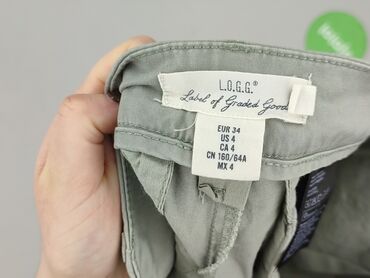 L.O.G.G.®
Label of Graded Goods
EUR 34
US 4
CA 4
CN 160/64A
MX 4